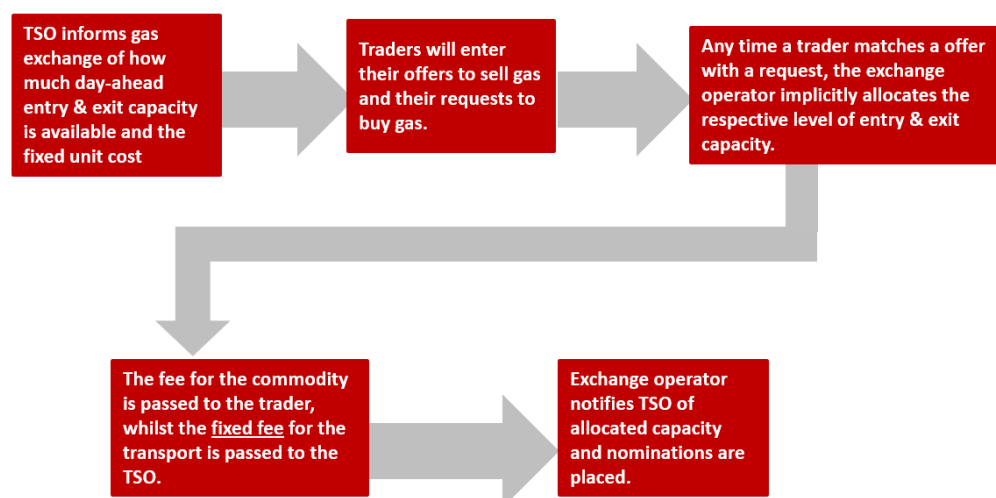 TSO informs gas
exchange of how
much day-ahead
entry & exit capacity
is available and the
fixed unit cost
Traders will enter
their offers to sell gas
and their requests to
buy gas.
Any time a trader matches a offer
with a request, the exchange
operator implicitly allocates the
respective level of entry & exit
capacity.
The fee for the commodity
is passed to the trader,
whilst the fixed fee for the
transport is passed to the
TSO.
Exchange operator
notifies TSO of
allocated capacity
and nominations are
placed.